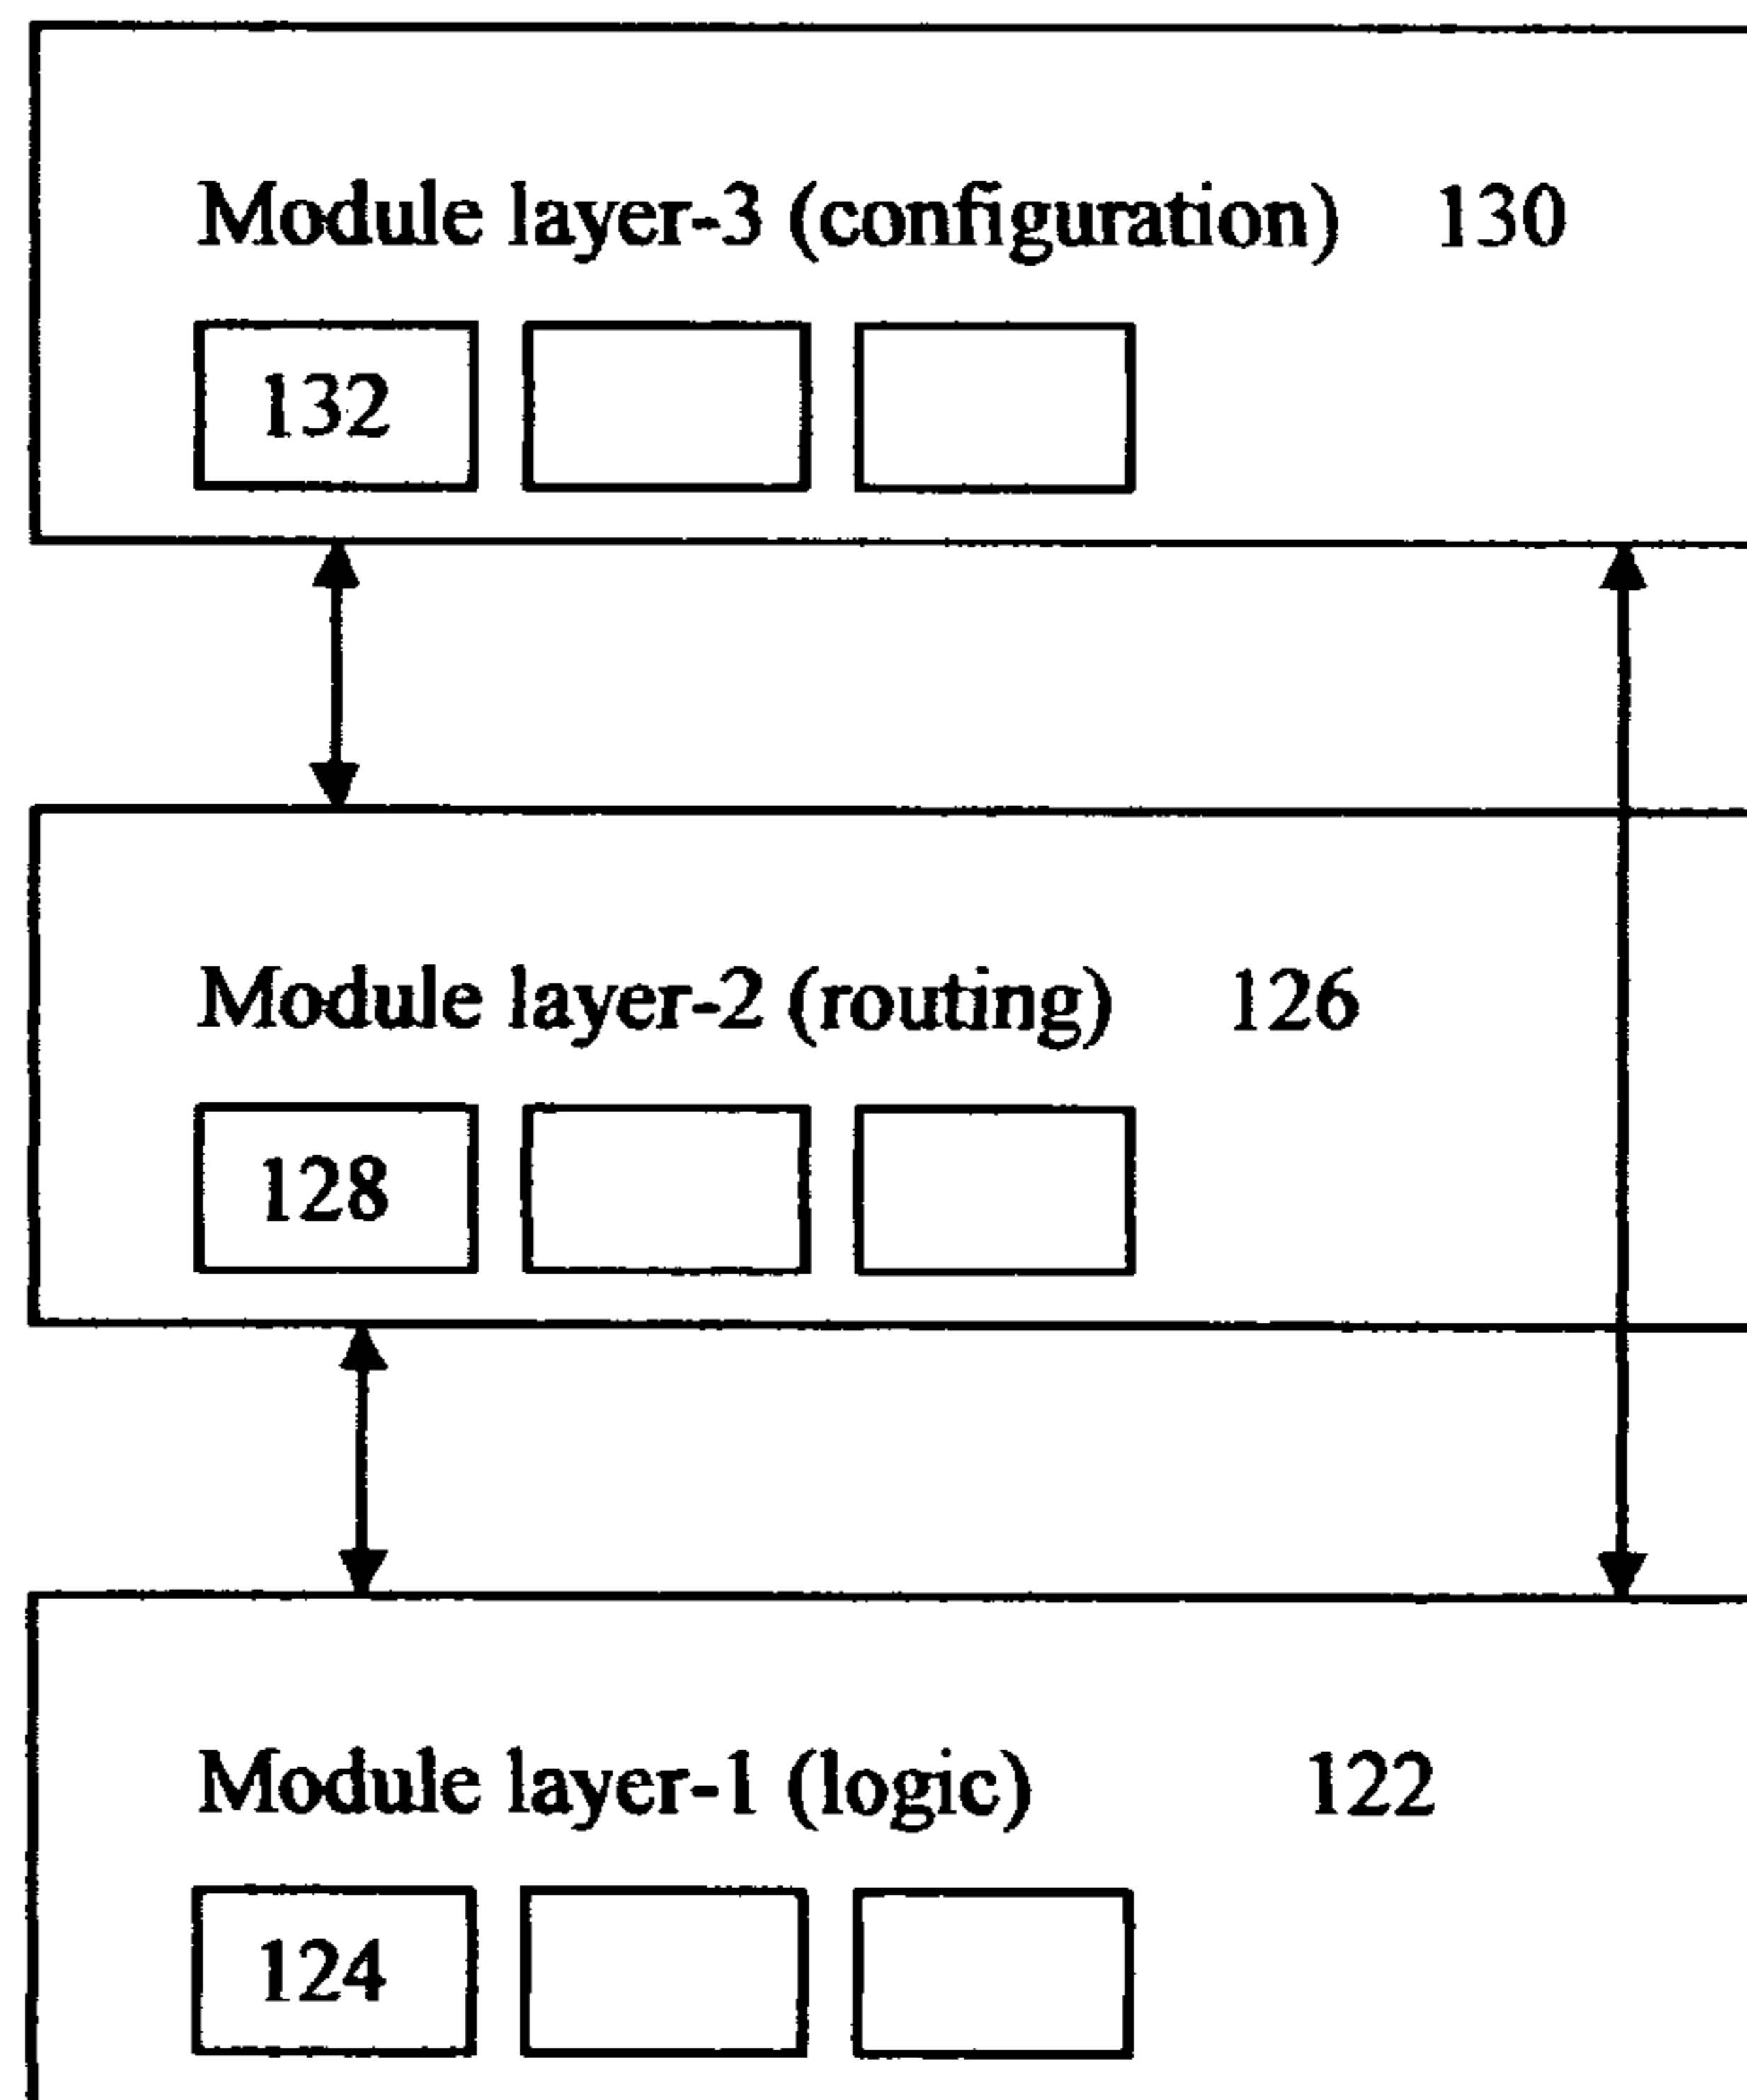 Module layer-3 (configuration) 130
132
Module layer-2 (routing) 126
128
Module layer-1 (logic) 122
124